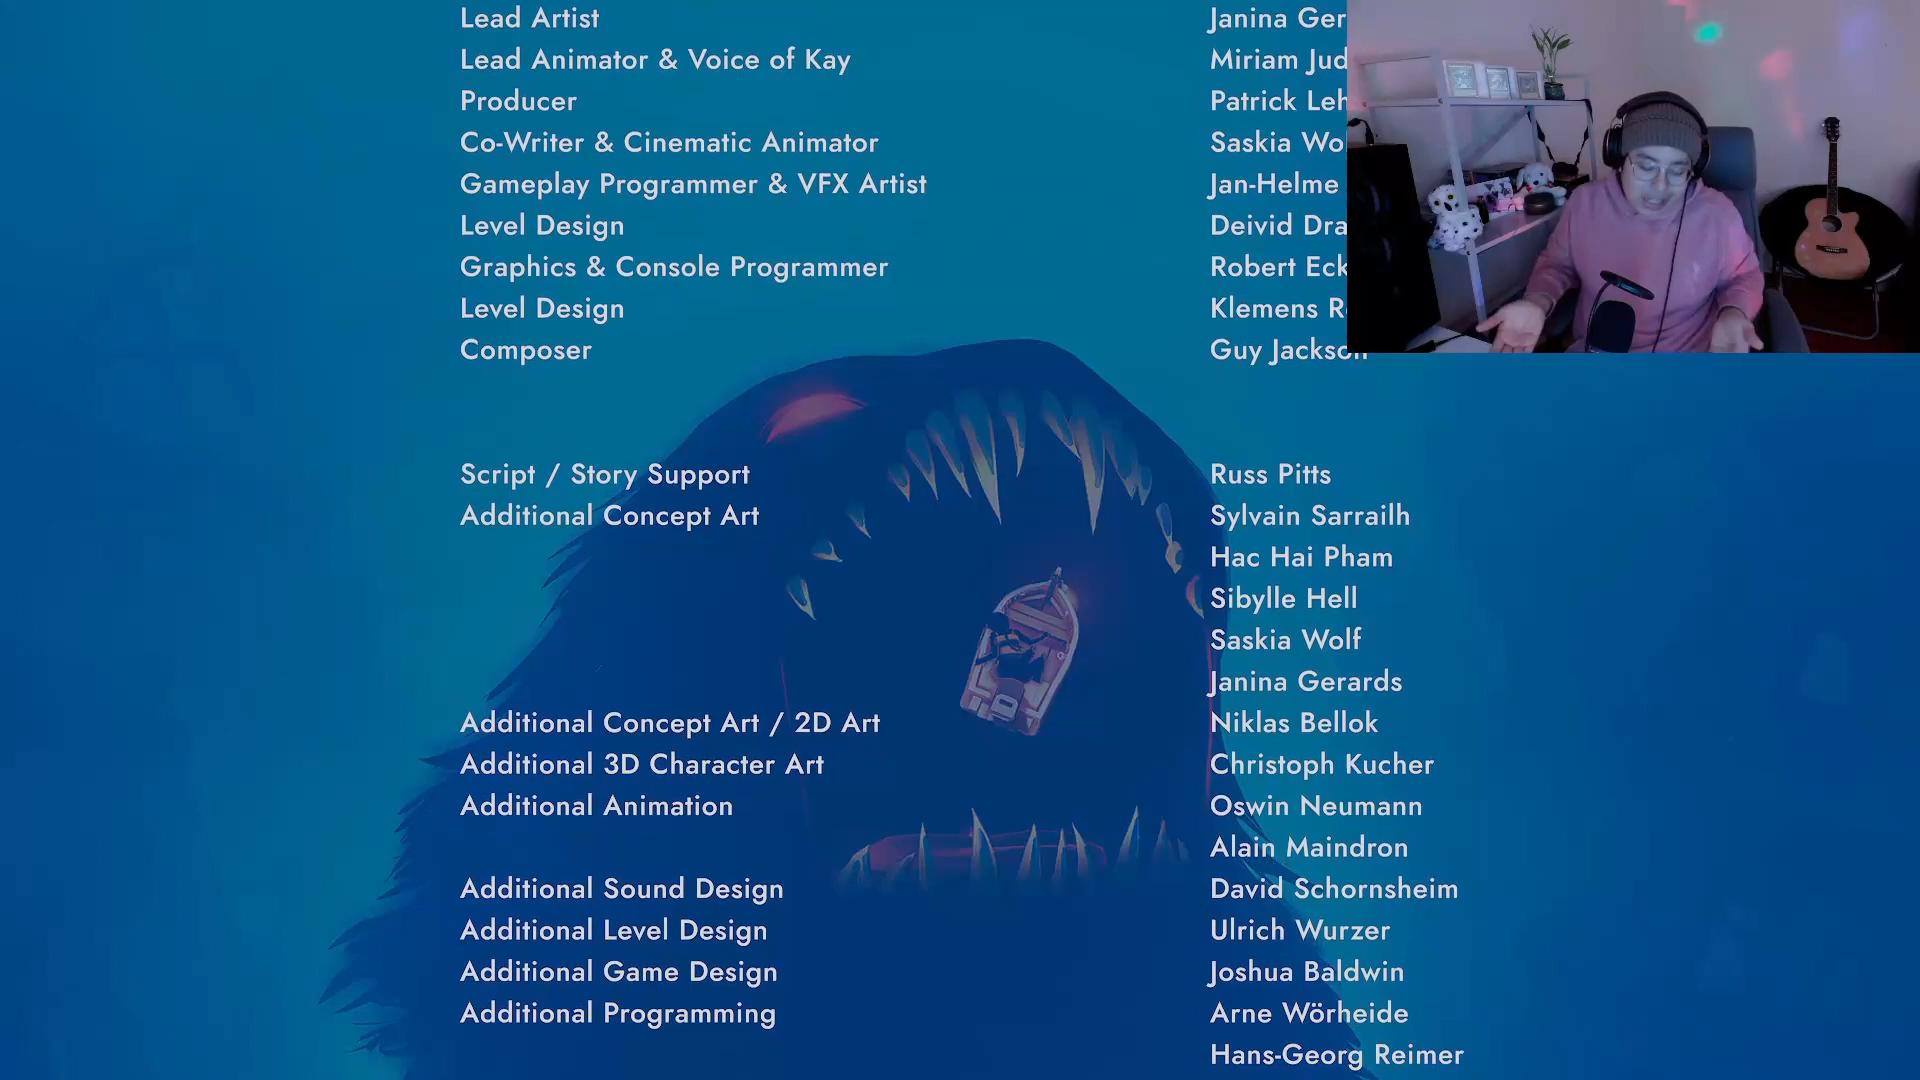 Lead Artist Janina Ger
Lead Animator & Voice of Kay Miriam Jud
Producer Patrick Leh
Co-Writer & Cinematic Animator Saskia Wo
Gameplay Programmer & VFX Artist Jan-Helme
Level Design Deivid Dra
Graphics & Console Programmer Robert Eck
Level Design Klemens R
Composer Guy Jackson
Script / Story Support Russ Pitts
Additional Concept Art Sylvain Sarrailh
Hac Hai Pham
Sibylle Hell
Saskia Wolf
Janina Gerards
Additional Concept Art / 2D Art Niklas Bellok
Additional 3D Character Art Christoph Kucher
Additional Animation Oswin Neumann
Alain Maindron
Additional Sound Design David Schornsheim
Additional Level Design Ulrich Wurzer
Additional Game Design Joshua Baldwin
Additional Programming Arne Wörheide
Hans-Georg Reimer